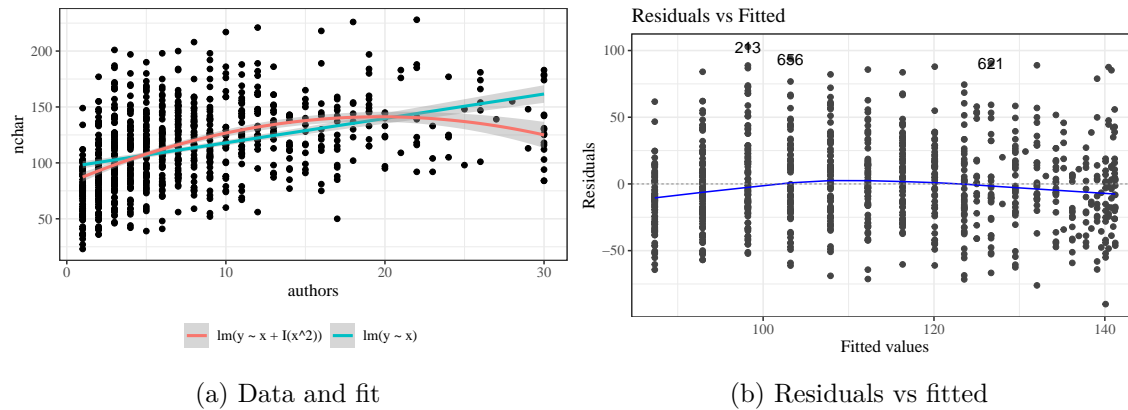 200
150
100
50
nchar
0
10
20
30
authors
lm(y ~ x + I(x^2))
lm(y ~ x)
(a) Data and fit
Residuals vs Fitted
100
50
0
−50
Residuals
213
656
621
100
120
140
Fitted values
(b) Residuals vs fitted